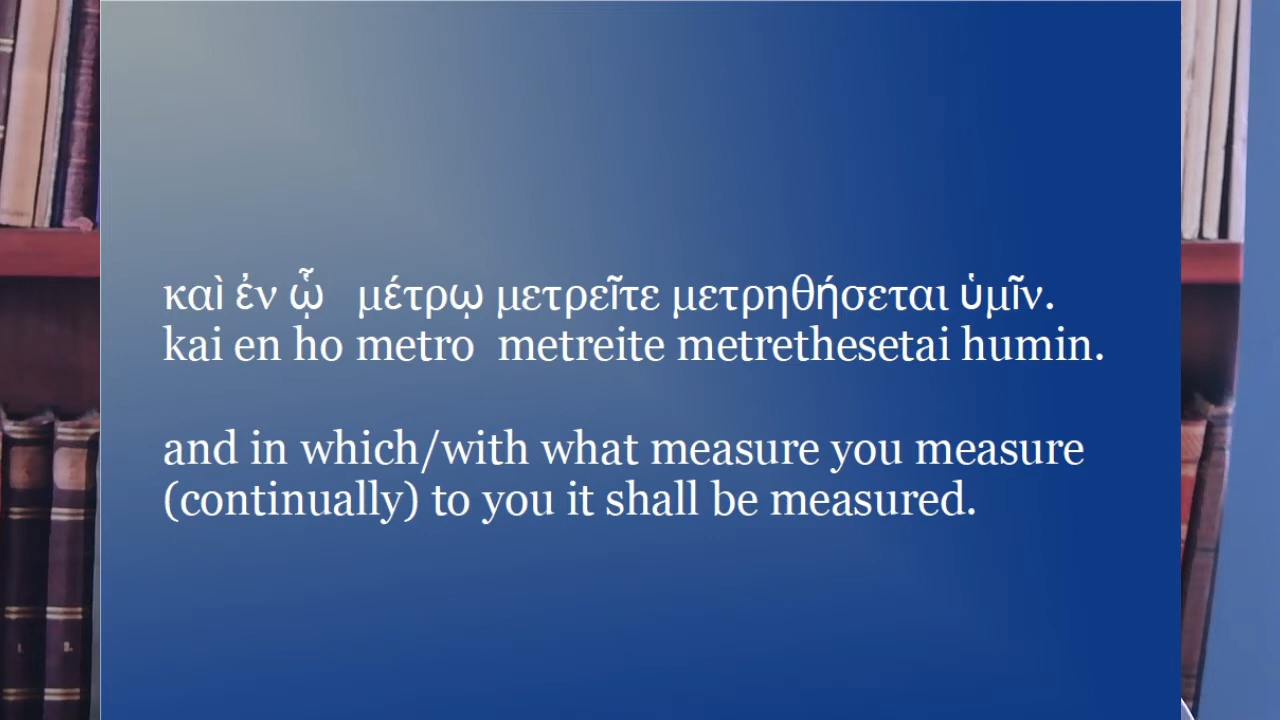 καὶ ἐν ᾧ μέτρῳ μετρεῖτε μετρηθήσεται ὑμῖν.
kai en ho metro metreite metrethesetai humin.
and in which/with what measure you measure
(continually) to you it shall be measured.